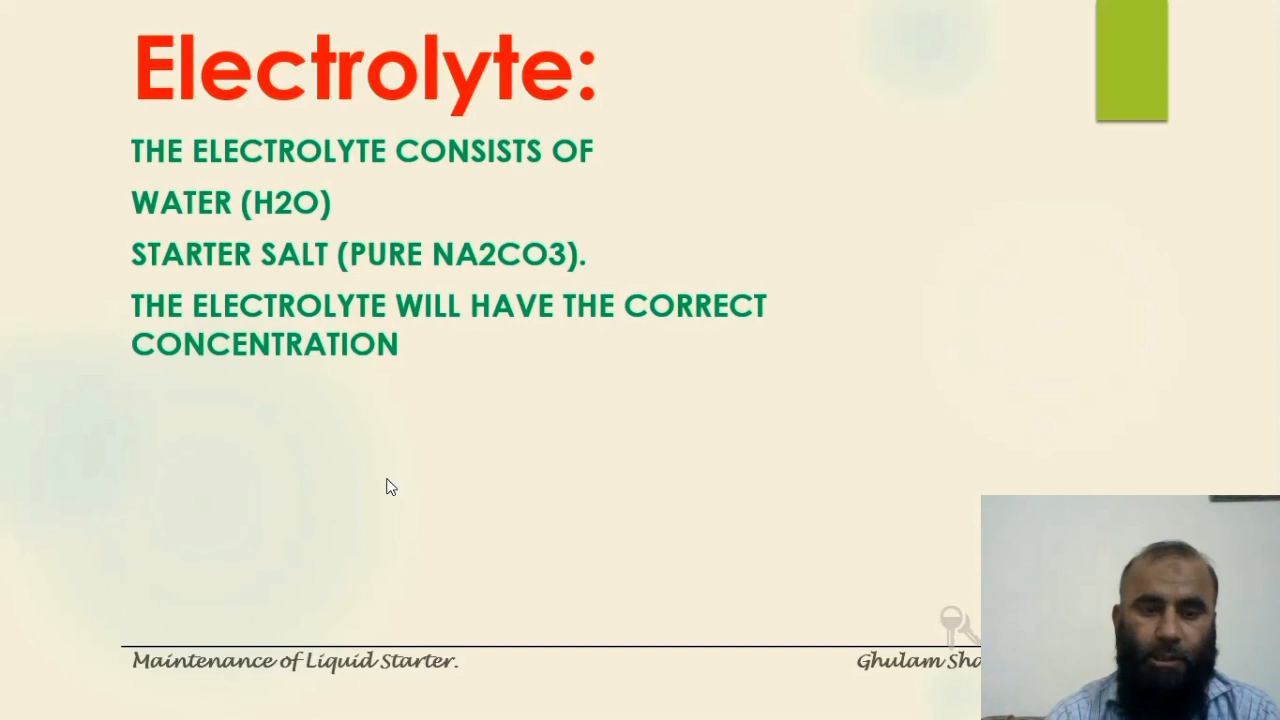 Electrolyte:
THE ELECTROLYTE CONSISTS OF
WATER (H2O)
STARTER SALT (PURE NA2CO3).
THE ELECTROLYTE WILL HAVE THE CORRECT
CONCENTRATION
Maintenance of Liquid Starter.
Ghulam